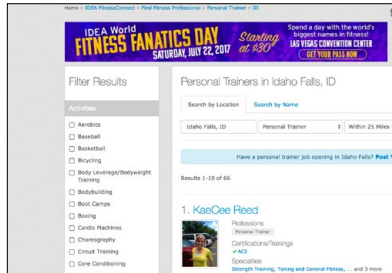 Home » IDEA FitnessConnect » Find Fitness Professional » Personal Trainer » ID
IDEA World
FITNESS FANATICS DAY
SATURDAY, JULY 22, 2017
Starting at $30*
Spend a day with the world's
biggest names in fitness!
LAS VEGAS CONVENTION CENTER
GET YOUR PASS NOW
Filter Results
Activities
Aerobics
Baseball
Basketball
Bicycling
Body Leverage/Bodyweight
Training
Bodybuilding
Boot Camps
Boxing
Cardio Machines
Choreography
Circuit Training
Core Conditioning
Personal Trainers in Idaho Falls, ID
Search by Location Search by Name
Idaho Falls, ID Personal Trainer Within 25 Miles
Have a personal trainer job opening in Idaho Falls? Post
Results 1-10 of 66
1. KaeCee Reed
Professions
Personal Trainer
Certifications/Trainings
✓ ACE
Specialties
Strength Training, Toning and General Fitness, ... and 3 more